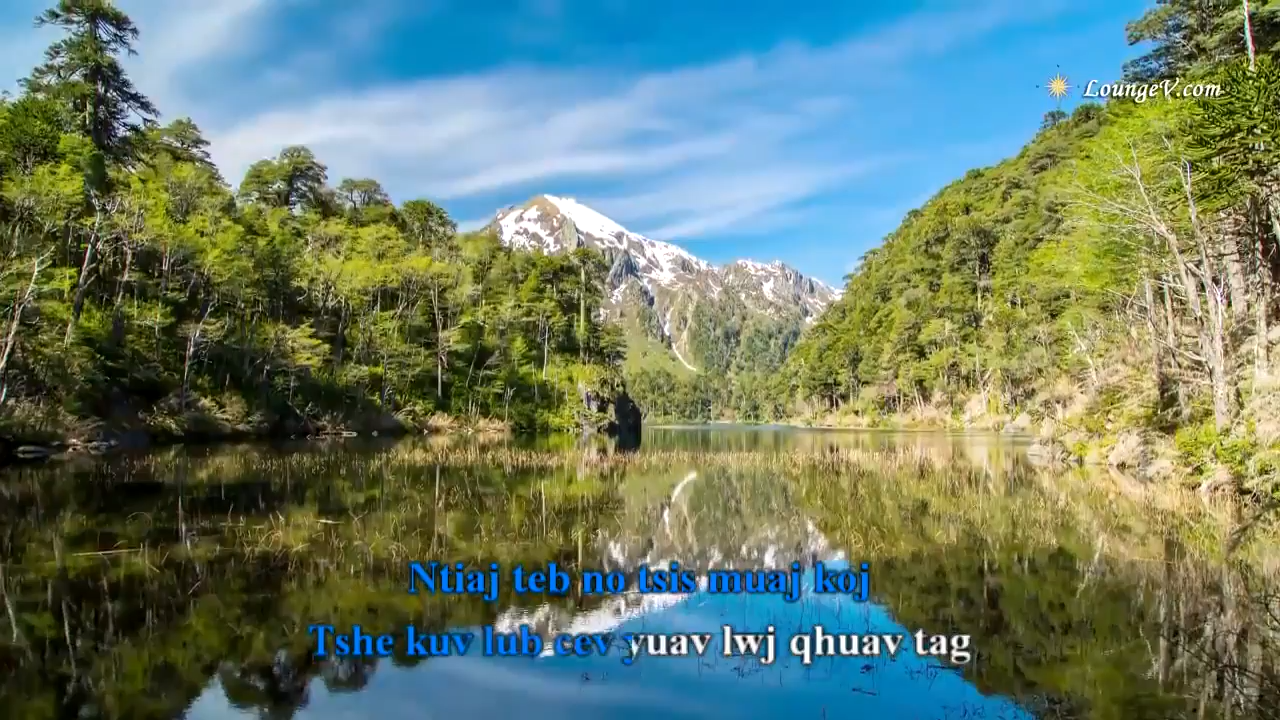 LoungeV.com
Ntiaj teb no tsis muaj koj
Tshe kuv lub cev yuav lwj qhuav tag